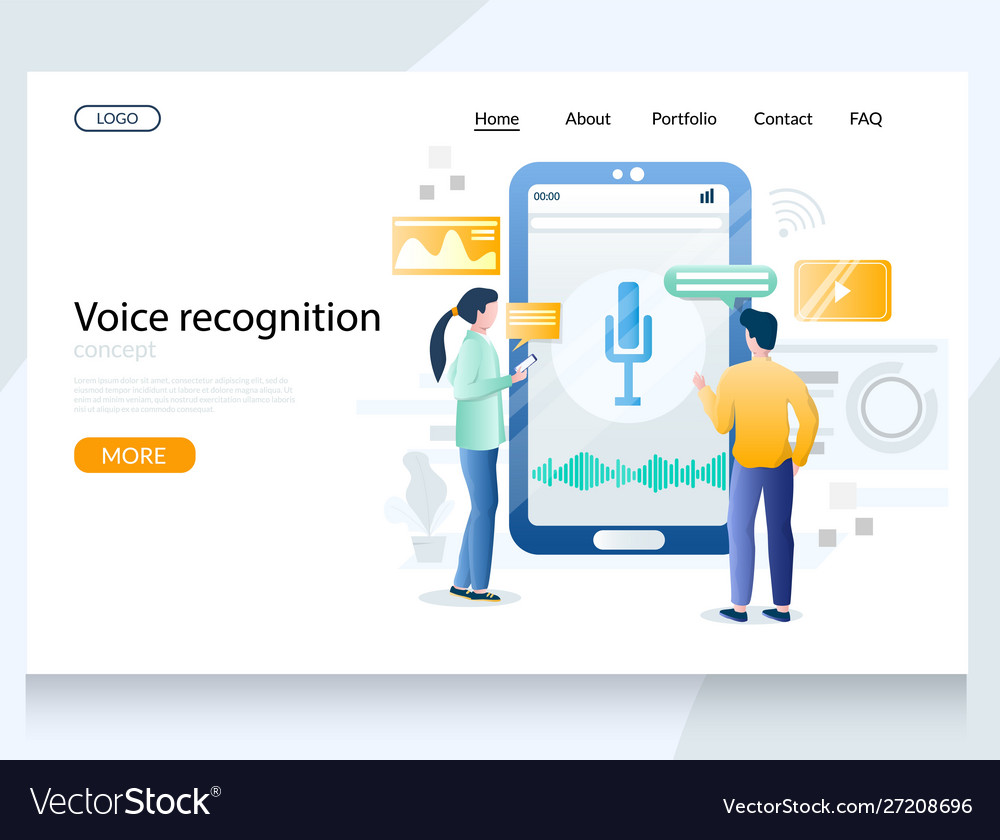 LOGO
Home About Portfolio Contact FAQ
00:00
Voice recognition
concept
Lorem ipsum dolor sit amet, consectetur adipiscing elit, sed do
eiusmod tempor incididunt ut labore et dolore magna aliqua. Ut
enim ad minim veniam, quis nostrud exercitation ullamco laboris
nisi ut aliquip ex ea commodo consequat.
MORE
VectorStock®
VectorStock.com/27208696